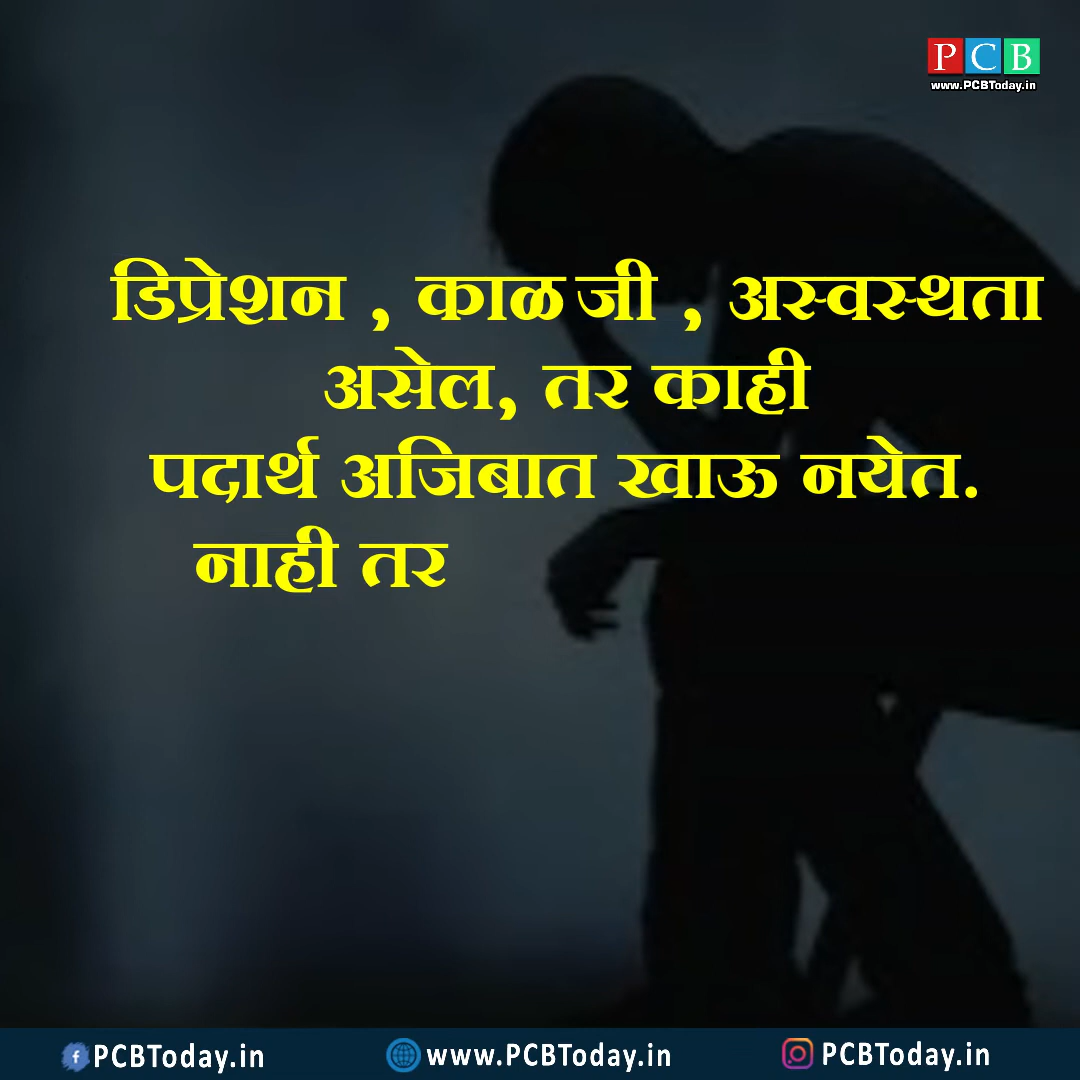 PCB
www.PCBToday.in
डिप्रेशन , काळजी , अस्वस्थता
असेल, तर काही
पदार्थ अजिबात खाऊ नयेत.
नाही तर
PCBToday.in
www.PCBToday.in
PCBToday.in